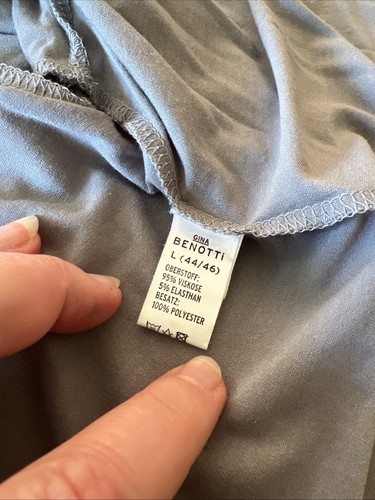 GINA
BENOTTI
L (44/46)
OBERSTOFF:
95% VISKOSE
5% ELASTHAN
BESATZ:
100% POLYESTER